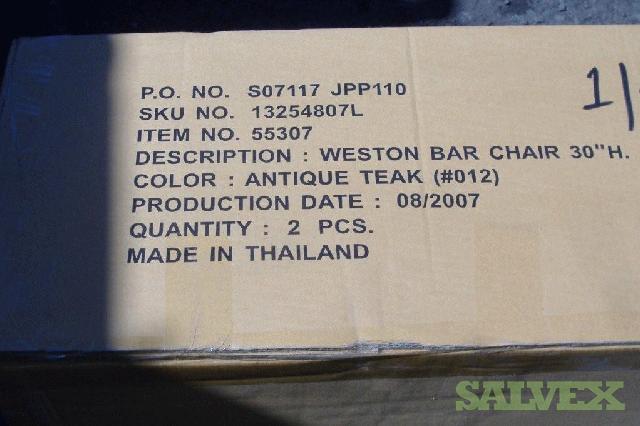 P.O. NO. S07117 JPP110
SKU NO. 13254807L
ITEM NO. 55307
DESCRIPTION : WESTON BAR CHAIR 30"H.
COLOR : ANTIQUE TEAK (#012)
PRODUCTION DATE : 08/2007
QUANTITY : 2 PCS.
MADE IN THAILAND
1/
SALVEX